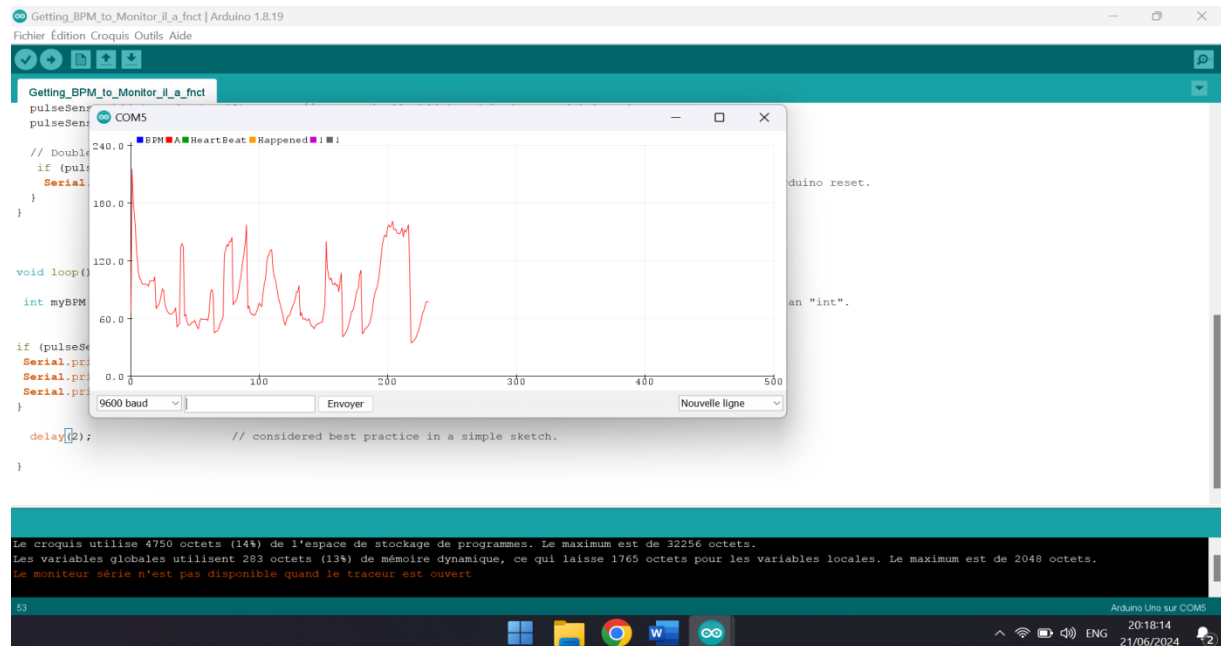 Getting_BPM_to_Monitor_il_a_fnct | Arduino 1.8.19
Fichier Édition Croquis Outils Aide
Getting_BPM_to_Monitor_il_a_fnct
pulseSens
pulseSens
COM5
// Double
if (puls
Serial. duino reset.
}
}
BPM A HeartBeat Happened ! !
240.0
180.0
120.0
60.0
0.0
0 100 200 300 400 500
9600 baud Envoyer Nouvelle ligne
void loop()
int myBPM an "int".
if (pulseSe
Serial.pri
Serial.pri
Serial.pri
}
delay(2); // considered best practice in a simple sketch.
}
Le croquis utilise 4750 octets (14%) de l'espace de stockage de programmes. Le maximum est de 32256 octets.
Les variables globales utilisent 283 octets (13%) de mémoire dynamique, ce qui laisse 1765 octets pour les variables locales. Le maximum est de 2048 octets.
Le moniteur série n'est pas disponible quand le traceur est ouvert
53 Arduino Uno sur COM5
ENG 20:18:14
21/06/2024
2